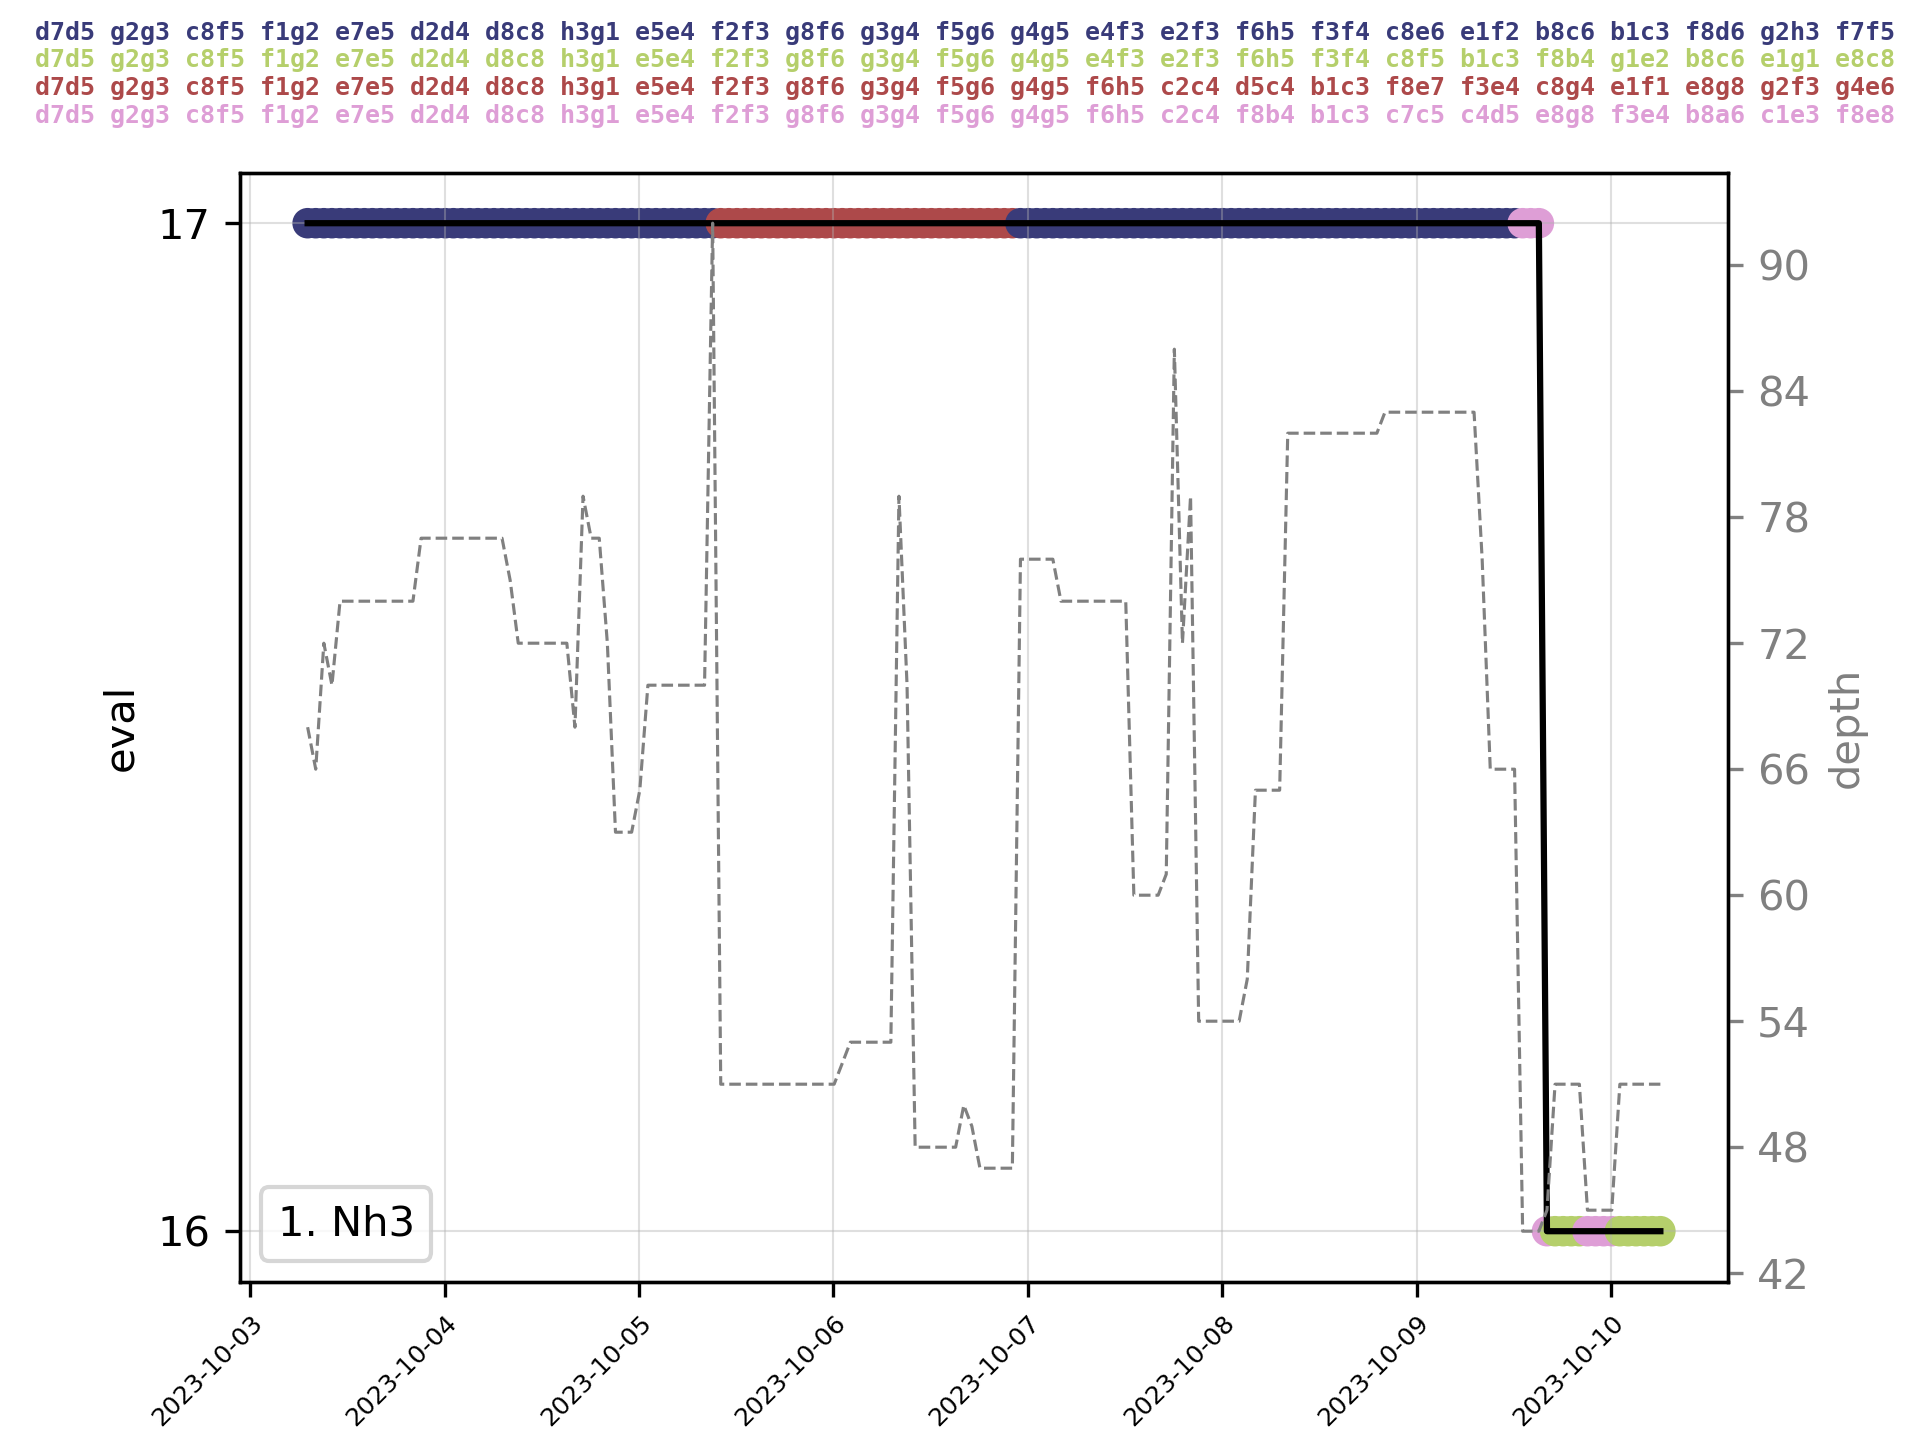 d7d5 g2g3 c8f5 f1g2 e7e5 d2d4 d8c8 h3g1 e5e4 f2f3 g8f6 g3g4 f5g6 g4g5 e4f3 e2f3 f6h5 f3f4 c8e6 e1f2 b8c6 b1c3 f8d6 g2h3 f7f5
d7d5 g2g3 c8f5 f1g2 e7e5 d2d4 d8c8 h3g1 e5e4 f2f3 g8f6 g3g4 f5g6 g4g5 e4f3 e2f3 f6h5 f3f4 c8f5 b1c3 f8b4 g1e2 b8c6 e1g1 e8c8
d7d5 g2g3 c8f5 f1g2 e7e5 d2d4 d8c8 h3g1 e5e4 f2f3 g8f6 g3g4 f5g6 g4g5 f6h5 c2c4 d5c4 b1c3 f8e7 f3e4 c8g4 e1f1 e8g8 g2f3 g4e6
d7d5 g2g3 c8f5 f1g2 e7e5 d2d4 d8c8 h3g1 e5e4 f2f3 g8f6 g3g4 f5g6 g4g5 f6h5 c2c4 f8b4 b1c3 c7c5 c4d5 e8g8 f3e4 b8a6 c1e3 f8e8
17
16
eval
1. Nh3
90
84
78
72
66
60
54
48
42
depth
2023-10-03
2023-10-04
2023-10-05
2023-10-06
2023-10-07
2023-10-08
2023-10-09
2023-10-10